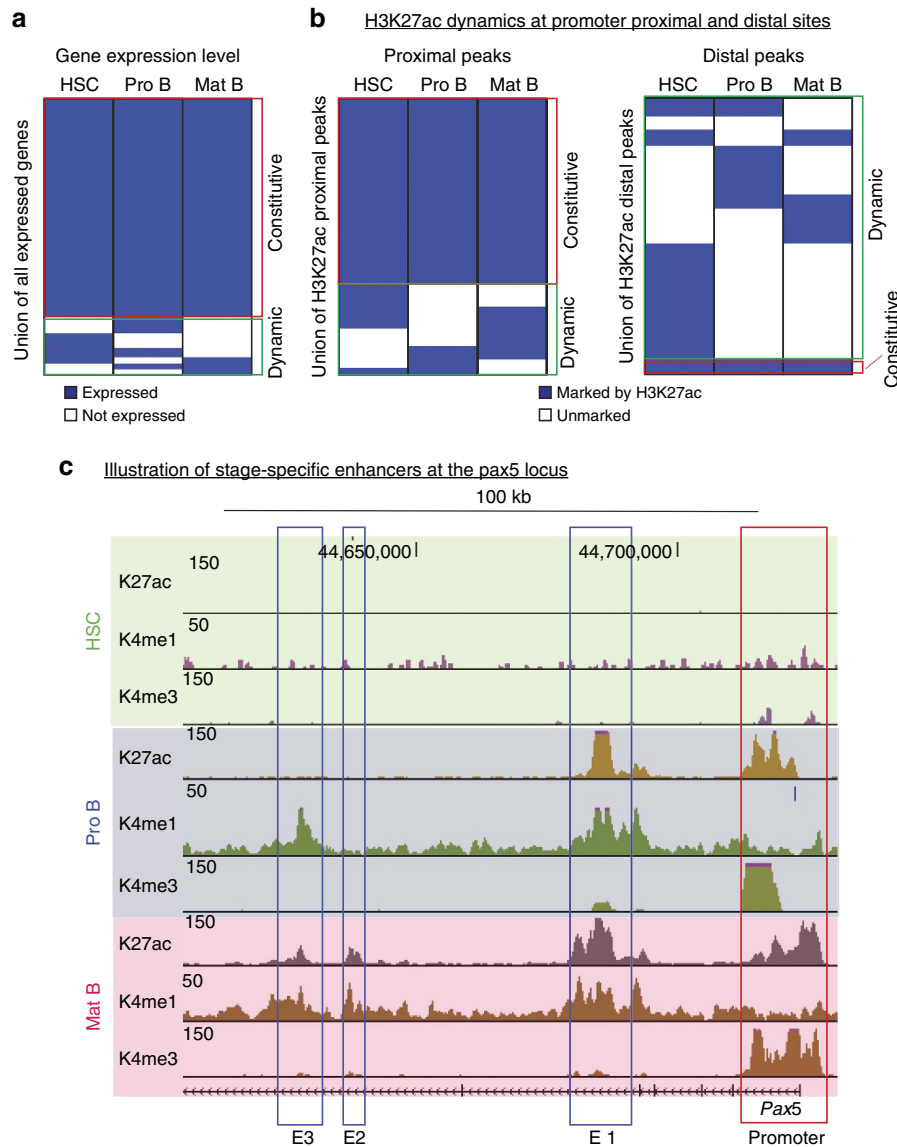 a
Gene expression level
HSC Pro B Mat B
Union of all expressed genes
Constitutive
Dynamic
Expressed
Not expressed
b
H3K27ac dynamics at promoter proximal and distal sites
Proximal peaks
HSC Pro B Mat B
Union of H3K27ac proximal peaks
Constitutive
Dynamic
Distal peaks
HSC Pro B Mat B
Union of H3K27ac distal peaks
Dynamic
Constitutive
Marked by H3K27ac
Unmarked
c
Illustration of stage-specific enhancers at the pax5 locus
100 kb
44,650,000
44,700,000
HSC
K27ac 150
K4me1 50
K4me3 150
Pro B
K27ac 150
K4me1 50
K4me3 150
Mat B
K27ac 150
K4me1 50
K4me3 150
Pax5
E3 E2 E 1 Promoter